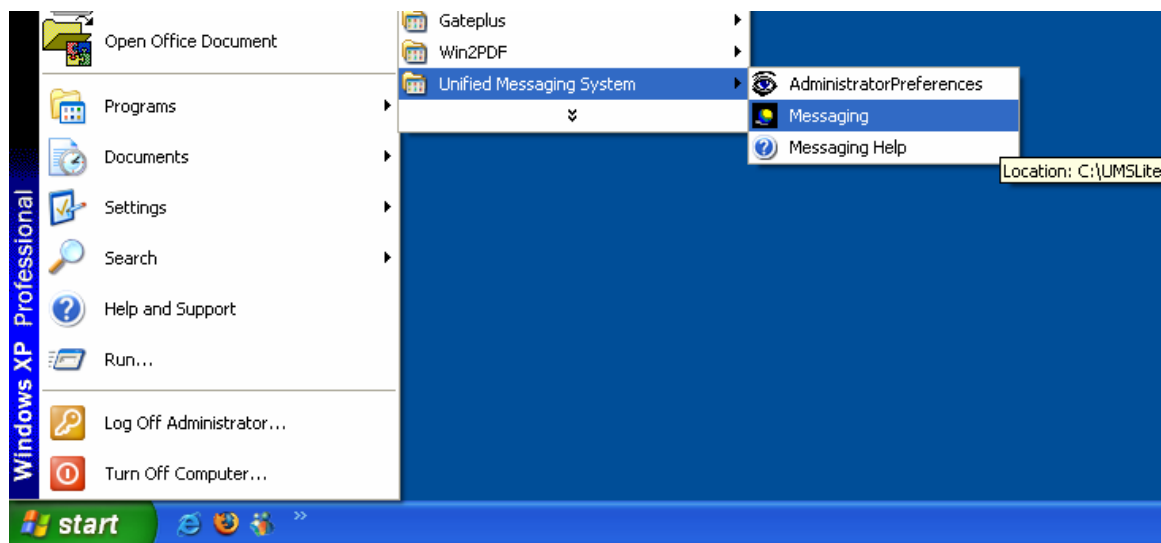 Open Office Document
Programs
Documents
Settings
Search
Help and Support
Run...
Log Off Administrator...
Turn Off Computer...
Windows XP Professional
Gateplus
Win2PDF
Unified Messaging System
AdministratorPreferences
Messaging
Messaging Help
Location: C:\UMSLite
start